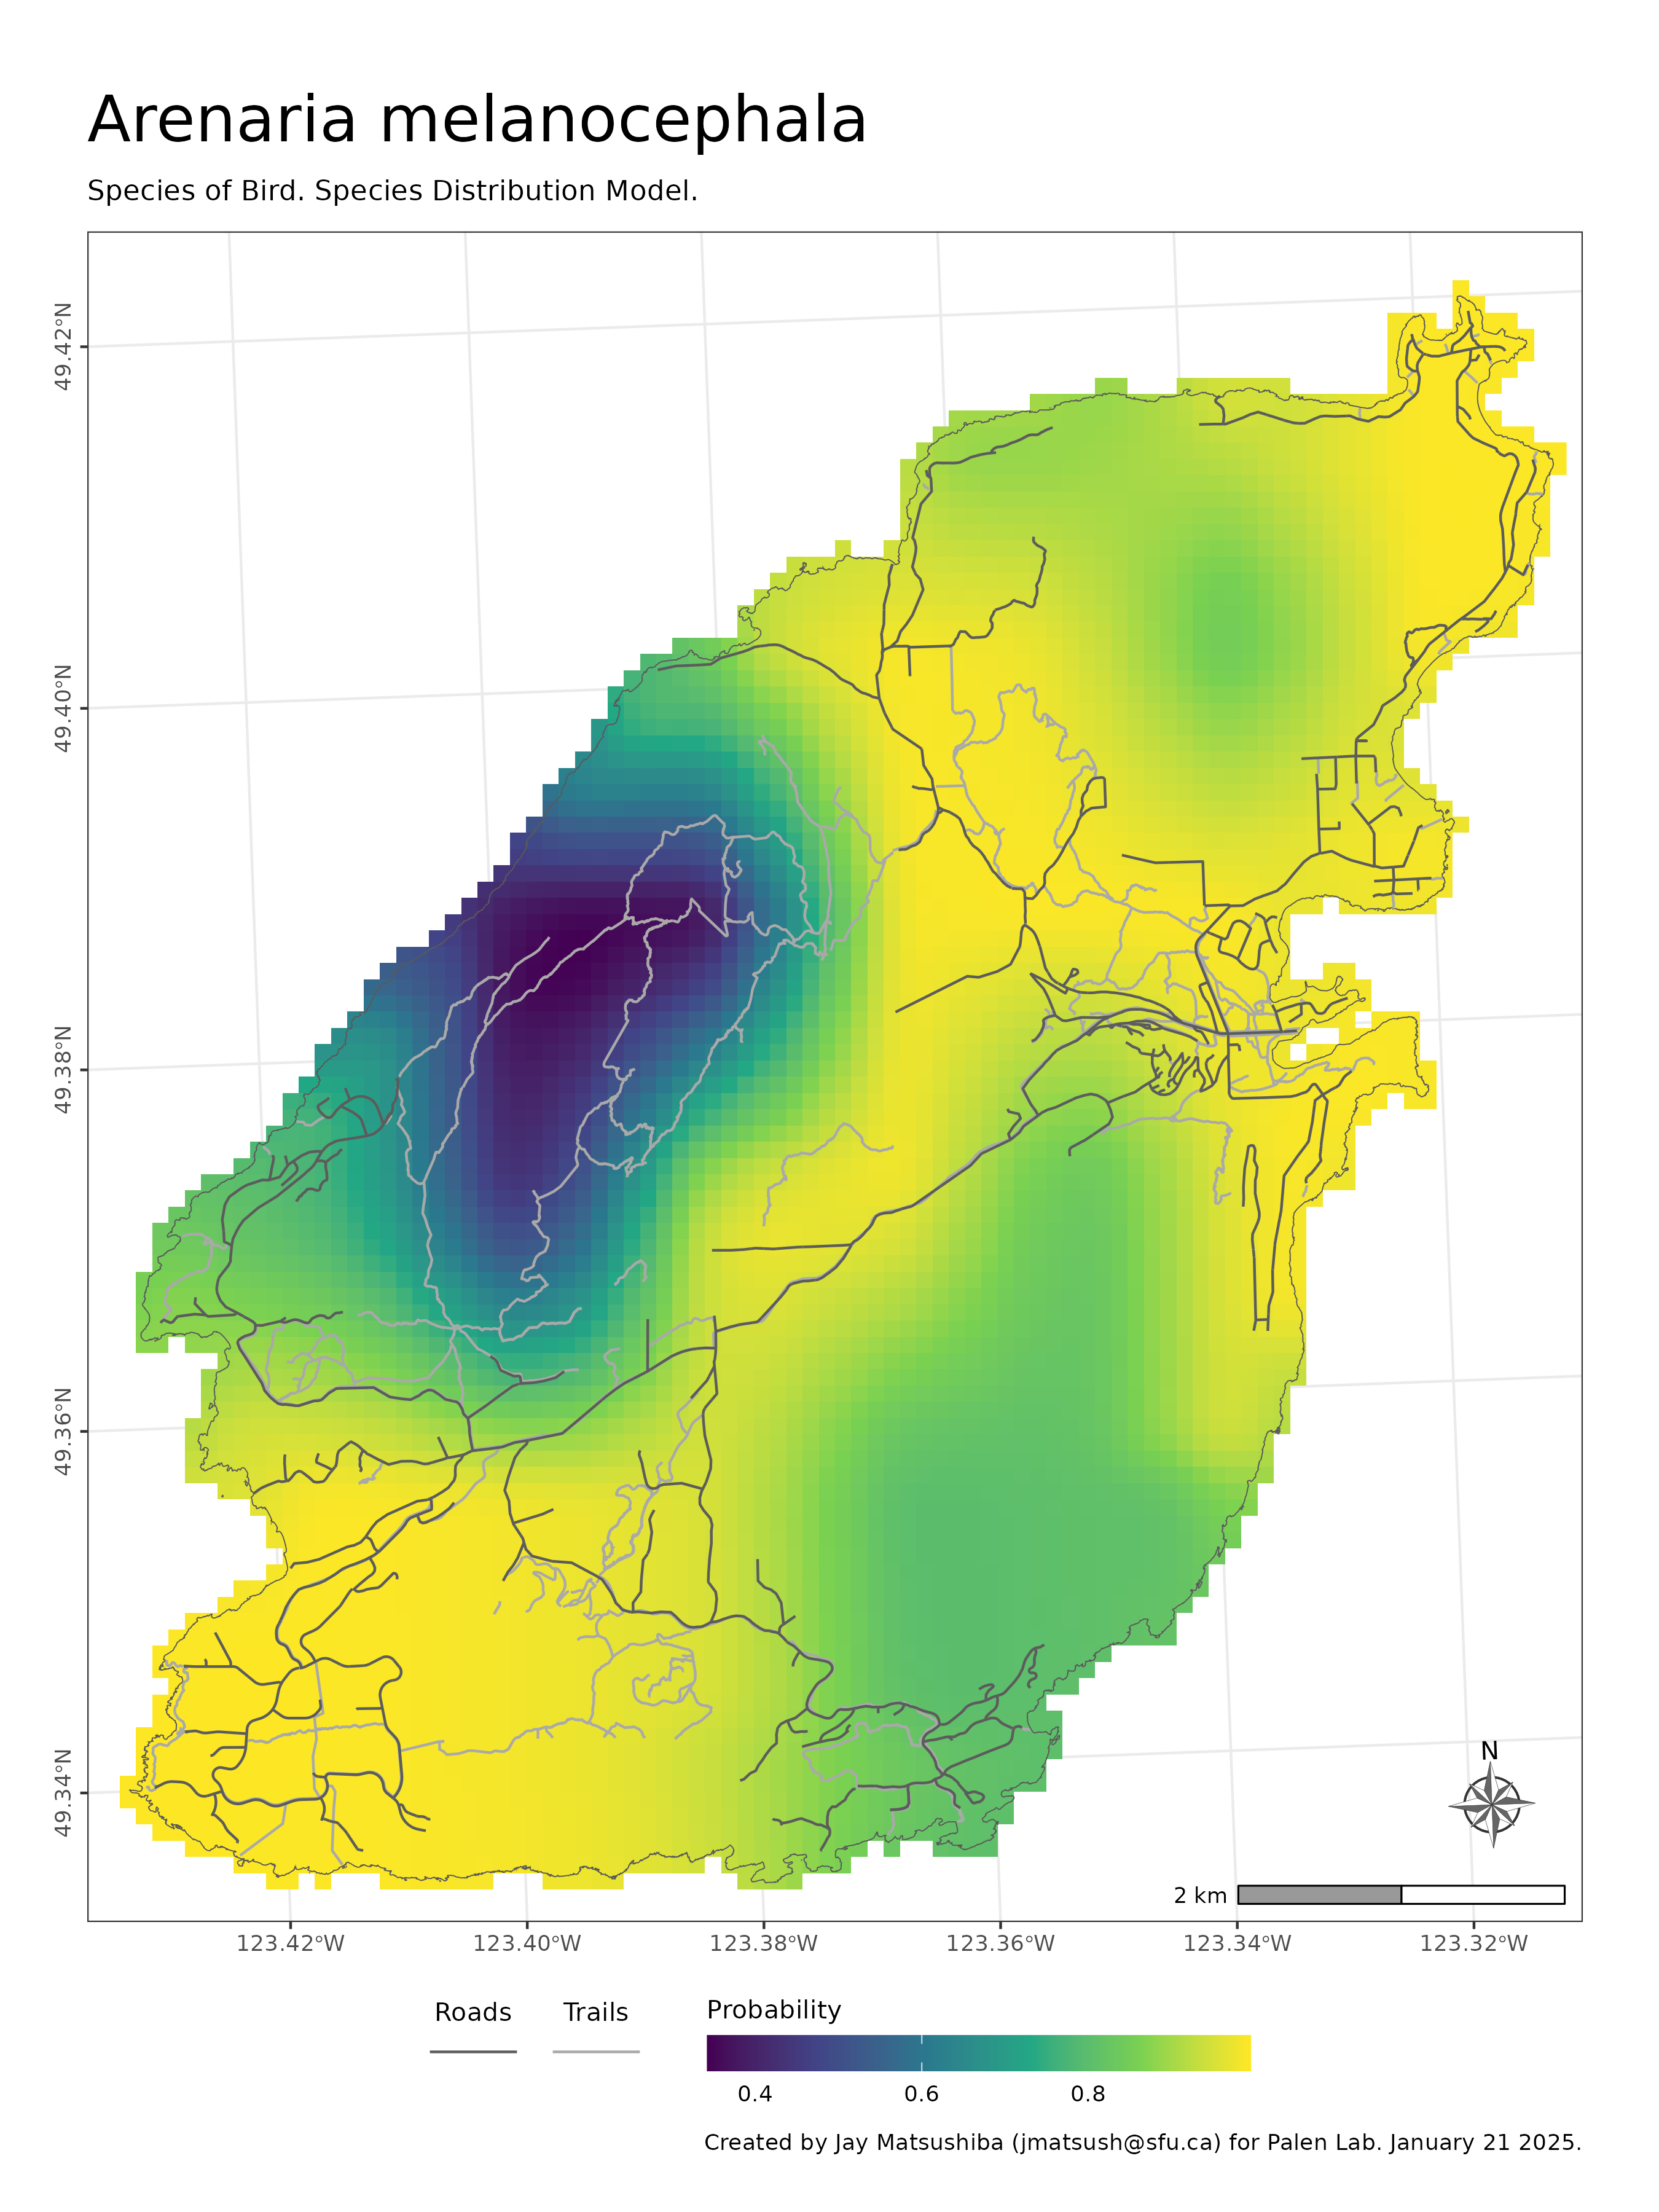 Arenaria melanocephala
Species of Bird. Species Distribution Model.
49.42°N
49.40°N
49.38°N
49.36°N
49.34°N
N
2 km
123.42°W 123.40°W 123.38°W 123.36°W 123.34°W 123.32°W
Roads Trails Probability
0.4 0.6 0.8
Created by Jay Matsushiba (jmatsush@sfu.ca) for Palen Lab. January 21 2025.